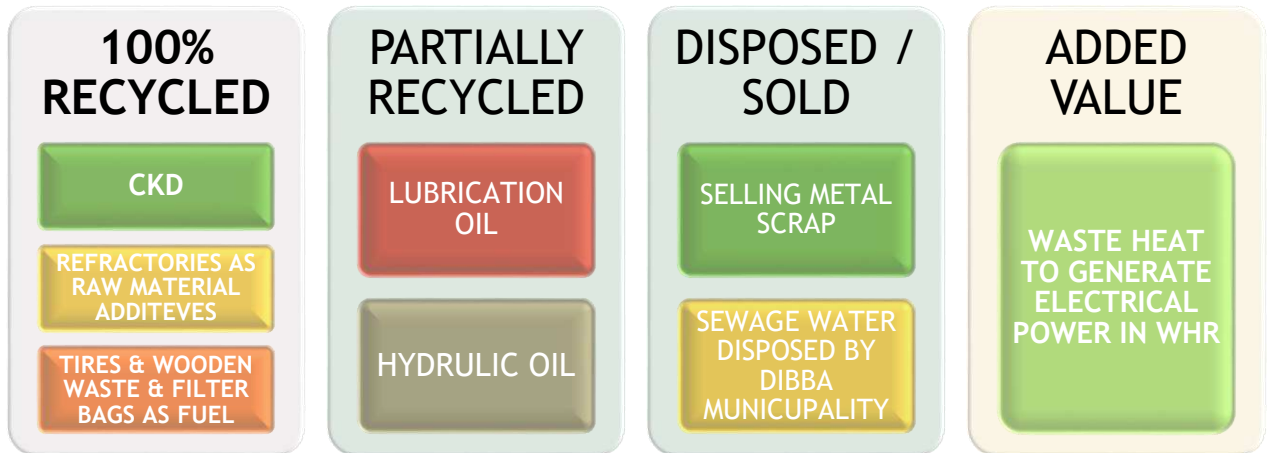 100%
RECYCLED
CKD
REFRACTORIES AS
RAW MATERIAL
ADDITEVES
TIRES & WOODEN
WASTE & FILTER
BAGS AS FUEL
PARTIALLY
RECYCLED
LUBRICATION
OIL
HYDRULIC OIL
DISPOSED /
SOLD
SELLING METAL
SCRAP
SEWAGE WATER
DISPOSED BY
DIBBA
MUNICUPALITY
ADDED
VALUE
WASTE HEAT
TO GENERATE
ELECTRICAL
POWER IN WHR